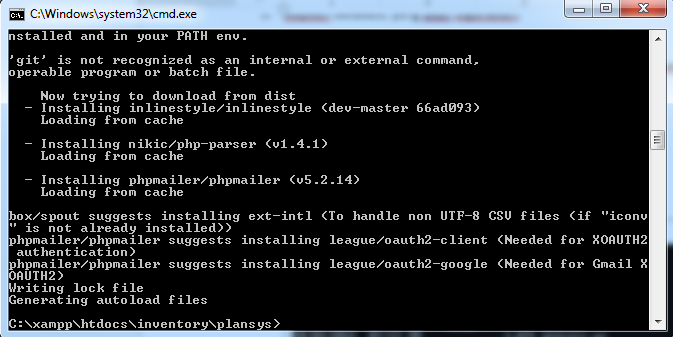 C:\Windows\system32\cmd.exe
nstalled and in your PATH env.
'git' is not recognized as an internal or external command,
operable program or batch file.
Now trying to download from dist
- Installing inlinestyle/inlinestyle (dev-master 66ad093)
Loading from cache
- Installing nikic/php-parser (v1.4.1)
Loading from cache
- Installing phpmailer/phpmailer (v5.2.14)
Loading from cache
box/spout suggests installing ext-intl (To handle non UTF-8 CSV files (if "iconv
" is not already installed))
phpmailer/phpmailer suggests installing league/oauth2-client (Needed for XOAUTH2
authentication)
phpmailer/phpmailer suggests installing league/oauth2-google (Needed for Gmail X
OAUTH2)
Writing lock file
Generating autoload files
C:\xampp\htdocs\inventory\plansys>